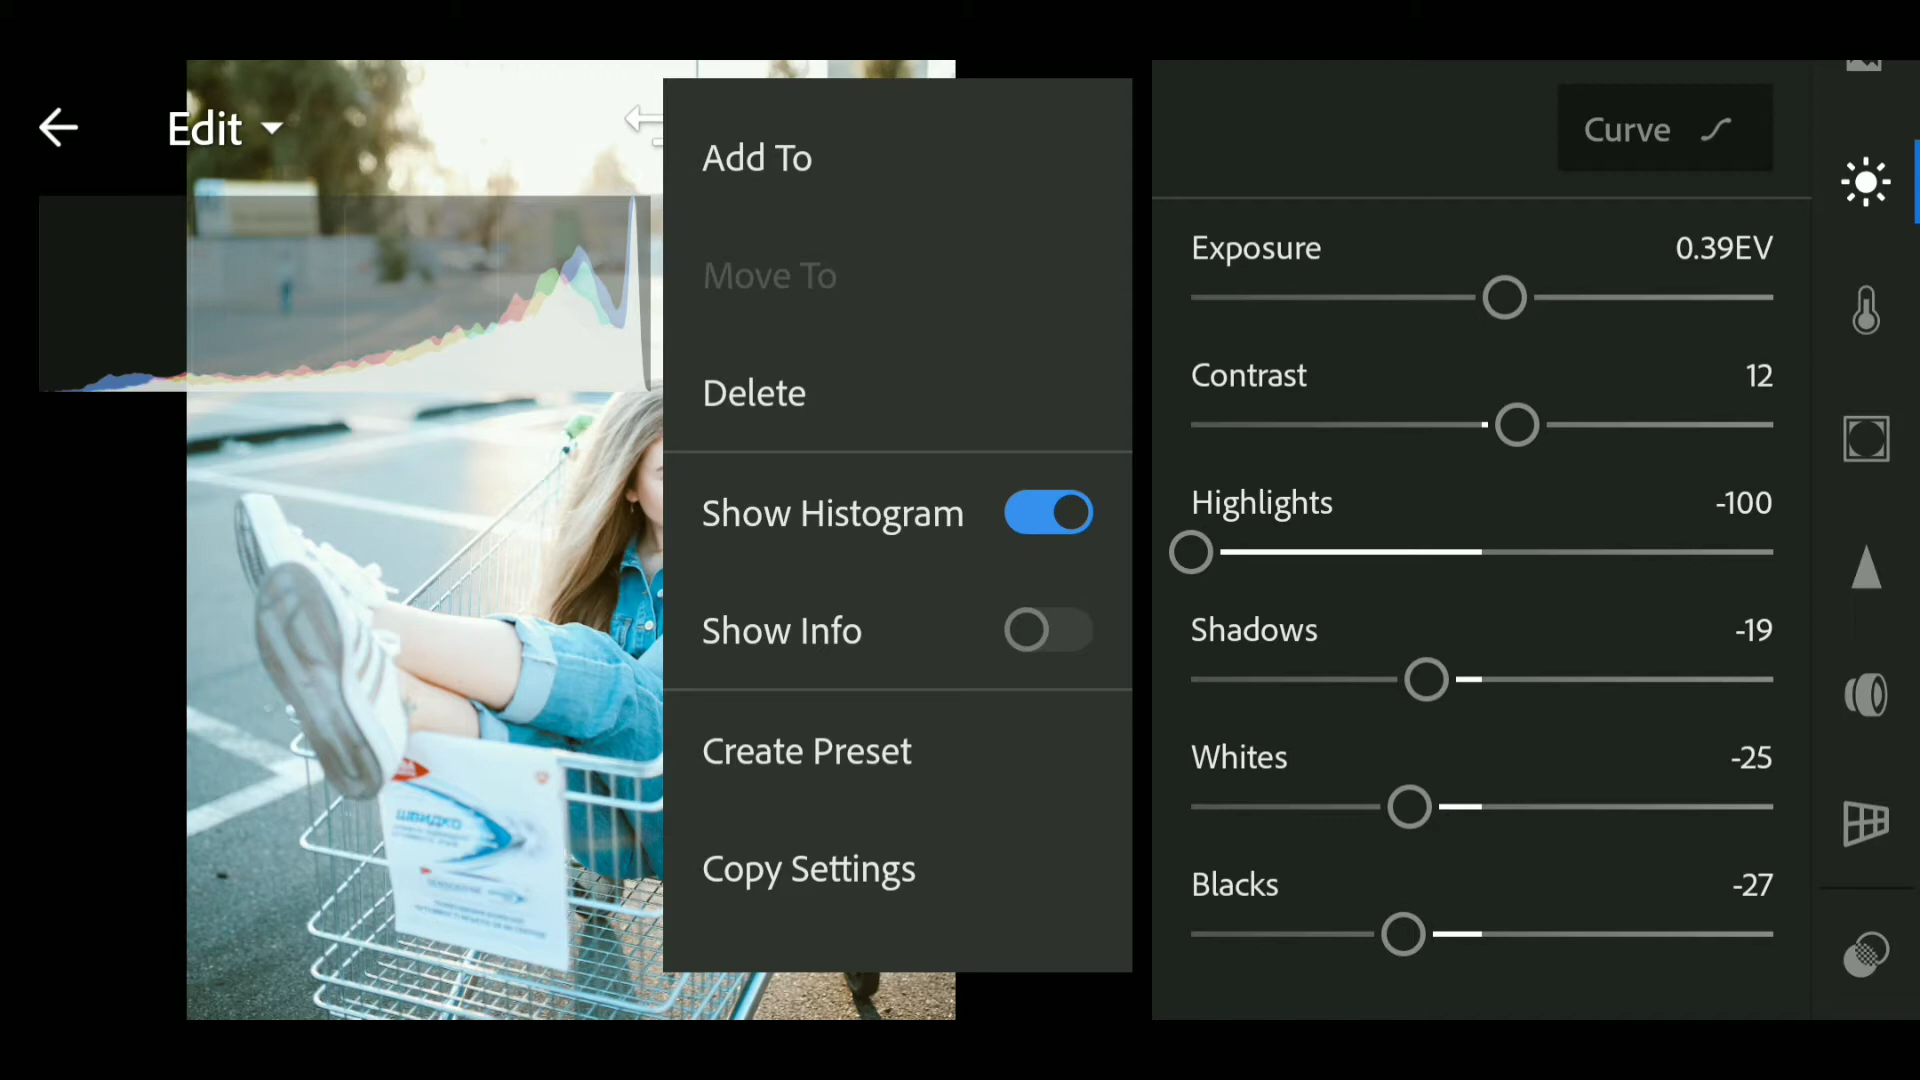 Edit
Add To
Move To
Delete
Show Histogram
Show Info
Create Preset
Copy Settings
Curve
Exposure 0.39EV
Contrast 12
Highlights -100
Shadows -19
Whites -25
Blacks -27
ШВИДКО